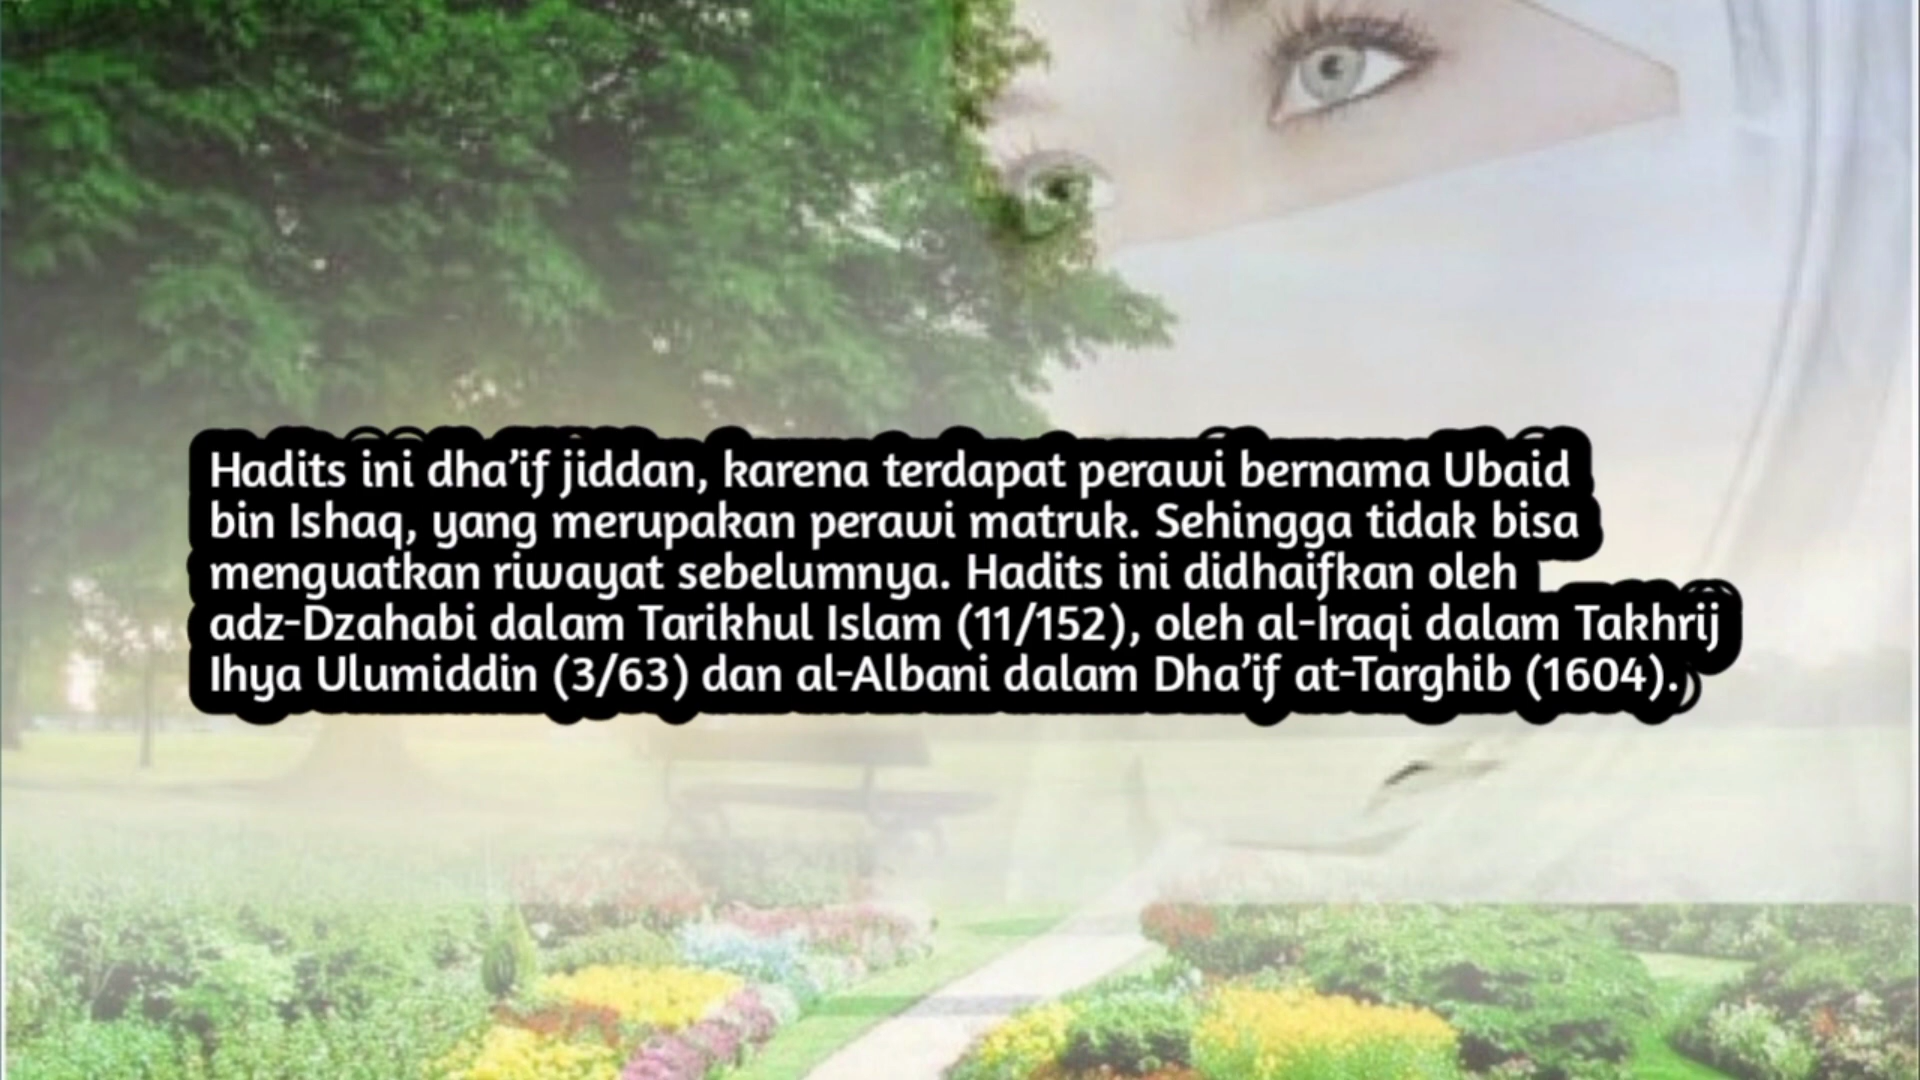 Hadits ini dha’if jiddan, karena terdapat perawi bernama Ubaid
bin Ishaq, yang merupakan perawi matruk. Sehingga tidak bisa
menguatkan riwayat sebelumnya. Hadits ini didhaifkan oleh
adz-Dzahabi dalam Tarikhul Islam (11/152), oleh al-Iraqi dalam Takhrij
Ihya Ulumiddin (3/63) dan al-Albani dalam Dha’if at-Targhib (1604).